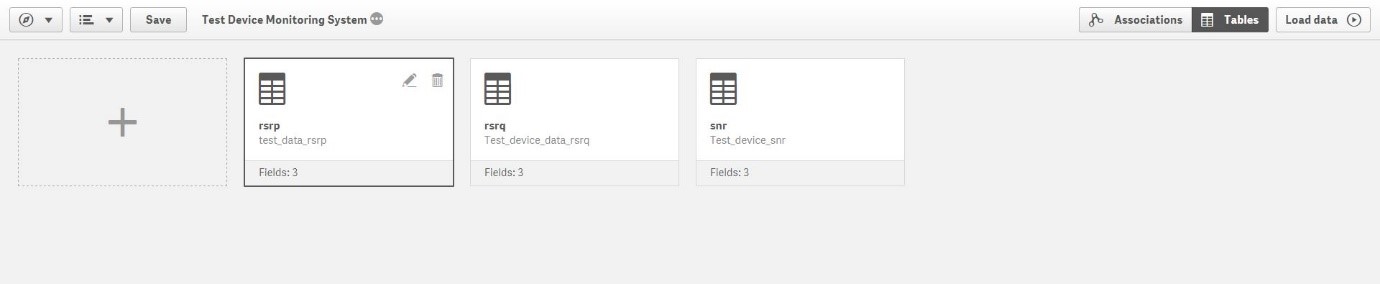 Save
Test Device Monitoring System
Associations
Tables
Load data
rsrp
test_data_rsrp
Fields: 3
rsrq
Test_device_data_rsrq
Fields: 3
snr
Test_device_snr
Fields: 3